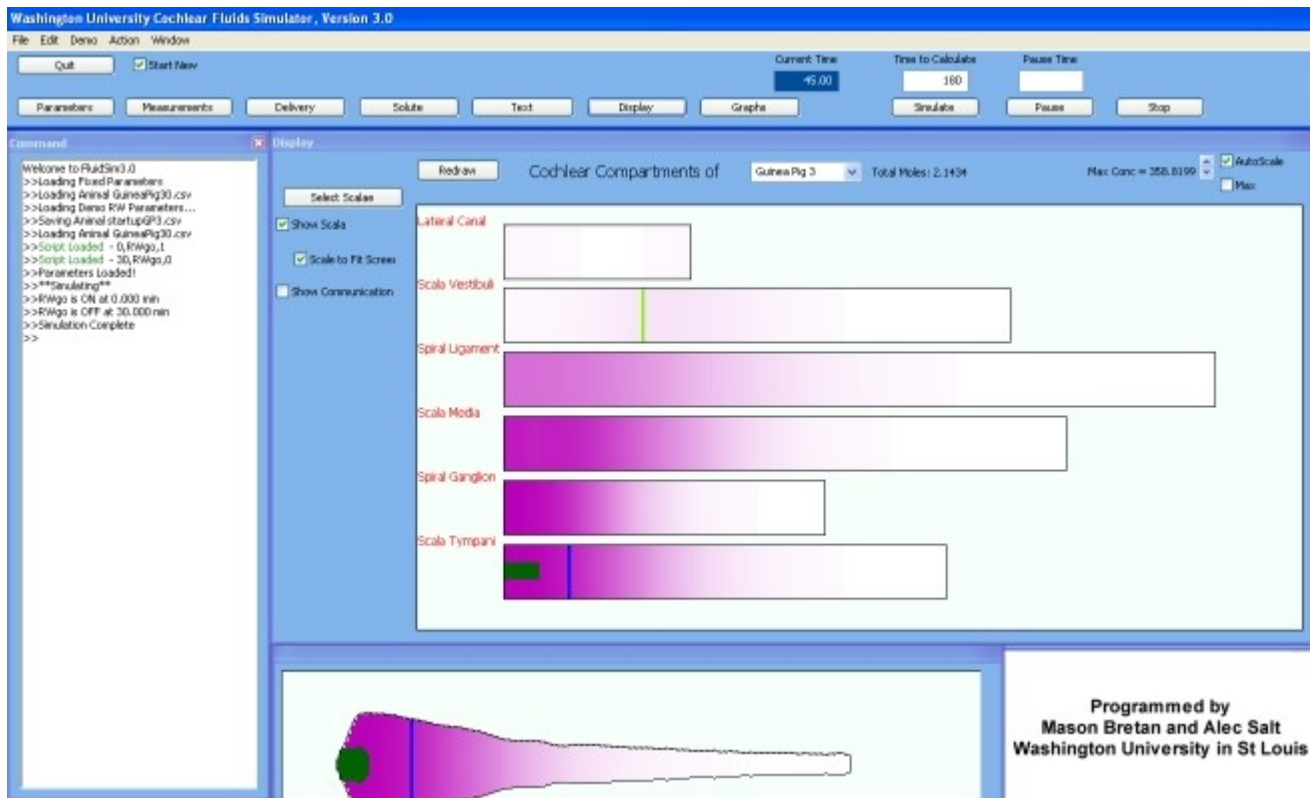 Washington University Cochlear Fluids Simulator, Version 3.0
File Edit Demo Action Window
Quit Start New Current Time Time to Calculate Pause Time
45.00 180
Parameters Measurements Delivery Solute Text Display Graphs Simulate Pause Stop
Command
Welcome to FluidSim3.0
>>Loading Fixed Parameters
>>Loading Animal GuineaPig30.csv
>>Loading Demo RW Parameters...
>>Saving Animal startupGP3.csv
>>Loading Animal GuineaPig30.csv
>>Script Loaded - 0,RWgo,1
>>Script Loaded - 30,RWgo,0
>>Parameters Loaded!
>>**Simulating**
>>RWgo is ON at 0.000 min
>>RWgo is OFF at 30.000 min
>>Simulation Complete
>>
Display
Redraw Cochlear Compartments of Guinea Pig 3 Total Moles: 2.1434 Max Conc = 358.8199 AutoScale
Max
Select Scalae
Show Scala
Scale to Fit Screen
Show Communication
Lateral Canal
Scala Vestibuli
Spiral Ligament
Scala Media
Spiral Ganglion
Scala Tympani
Programmed by
Mason Bretan and Alec Salt
Washington University in St Louis